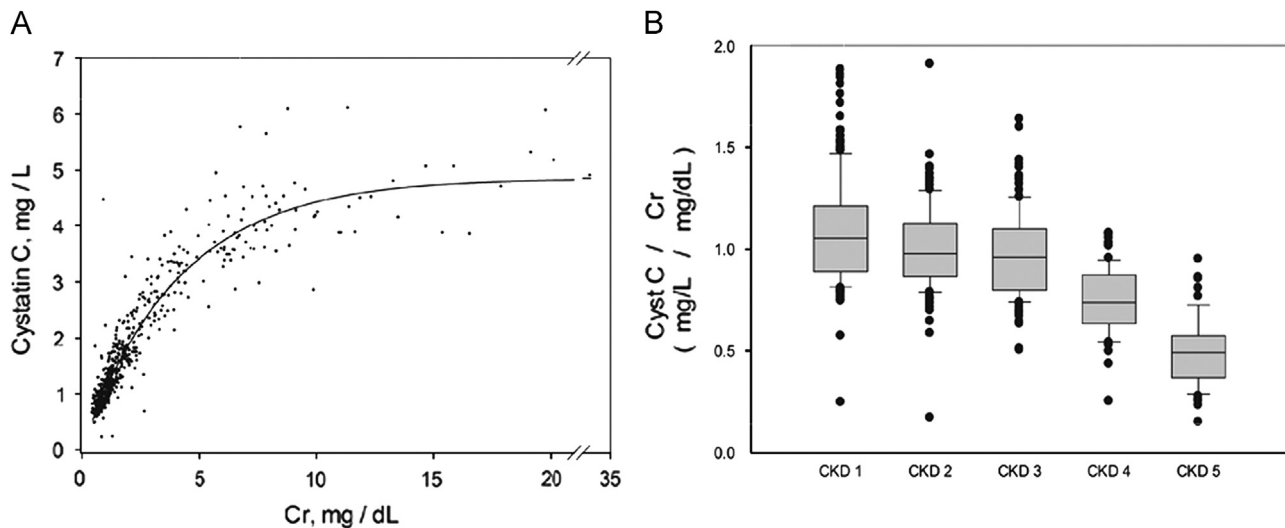 A
7
6
5
4
3
2
1
0
Cystatin C, mg / L
0
5
10
15
20
35
Cr, mg / dL
B
2.0
1.5
1.0
0.5
0.0
Cyst C / Cr
( mg/L / mg/dL)
CKD 1
CKD 2
CKD 3
CKD 4
CKD 5